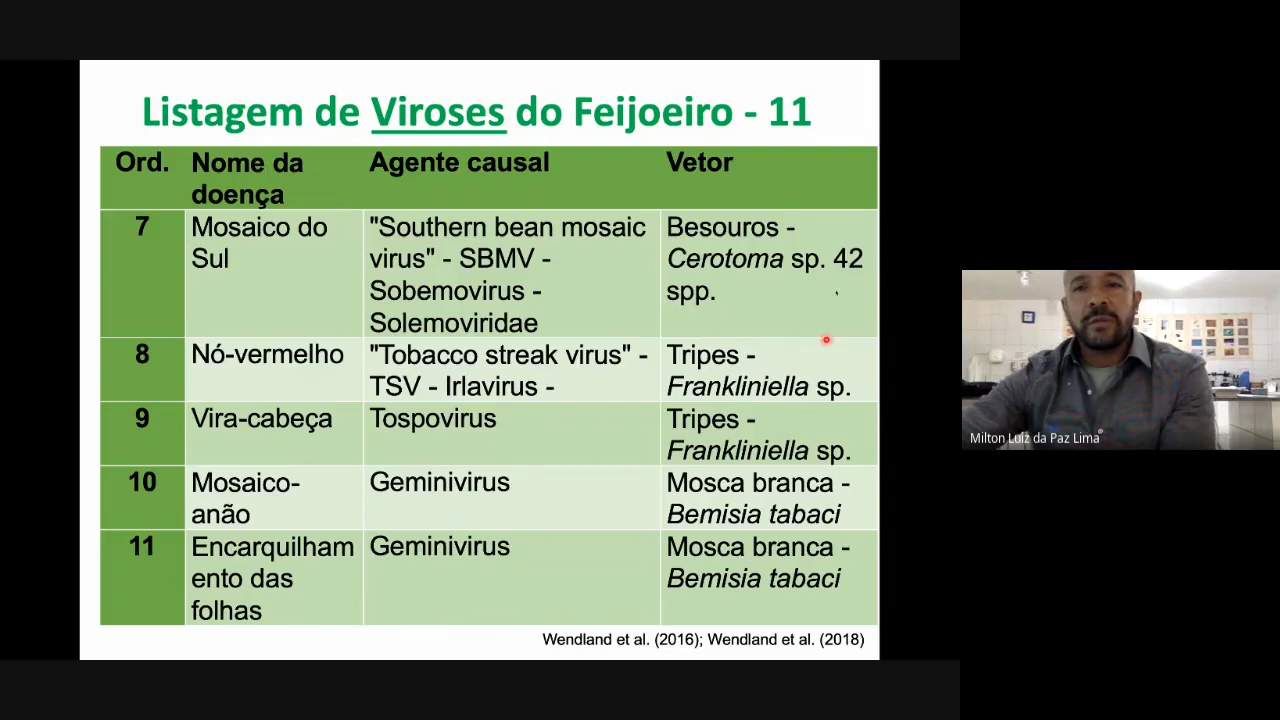 Listagem de Viroses do Feijoeiro - 11
Ord.
Nome da
doença
Agente causal
Vetor
7
Mosaico do
Sul
"Southern bean mosaic
virus" - SBMV -
Sobemovirus -
Solemoviridae
Besouros -
Cerotoma sp. 42
spp.
8
Nó-vermelho
"Tobacco streak virus" -
TSV - Irlavirus -
Tripes -
Frankliniella sp.
9
Vira-cabeça
Tospovirus
Tripes -
Frankliniella sp.
10
Mosaico-
anão
Geminivirus
Mosca branca -
Bemisia tabaci
11
Encarquilham
ento das
folhas
Geminivirus
Mosca branca -
Bemisia tabaci
Wendland et al. (2016); Wendland et al. (2018)
Milton Luiz da Paz Lima